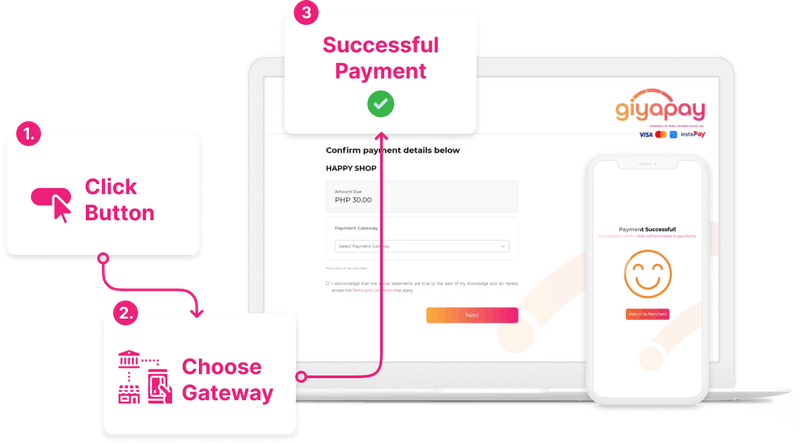 1.
Click
Button
2.
Choose
Gateway
3
Successful
Payment
giyapay
VISA
instaPay
Confirm payment details below
HAPPY SHOP
Amount Due
PHP 30.00
Payment Gateway
Select Payment Gateway
I acknowledge that the above statements are true to the best of my knowledge and do hereby
accept the Terms and Conditions that apply.
Next
Payment Successful!
Return to Merchant